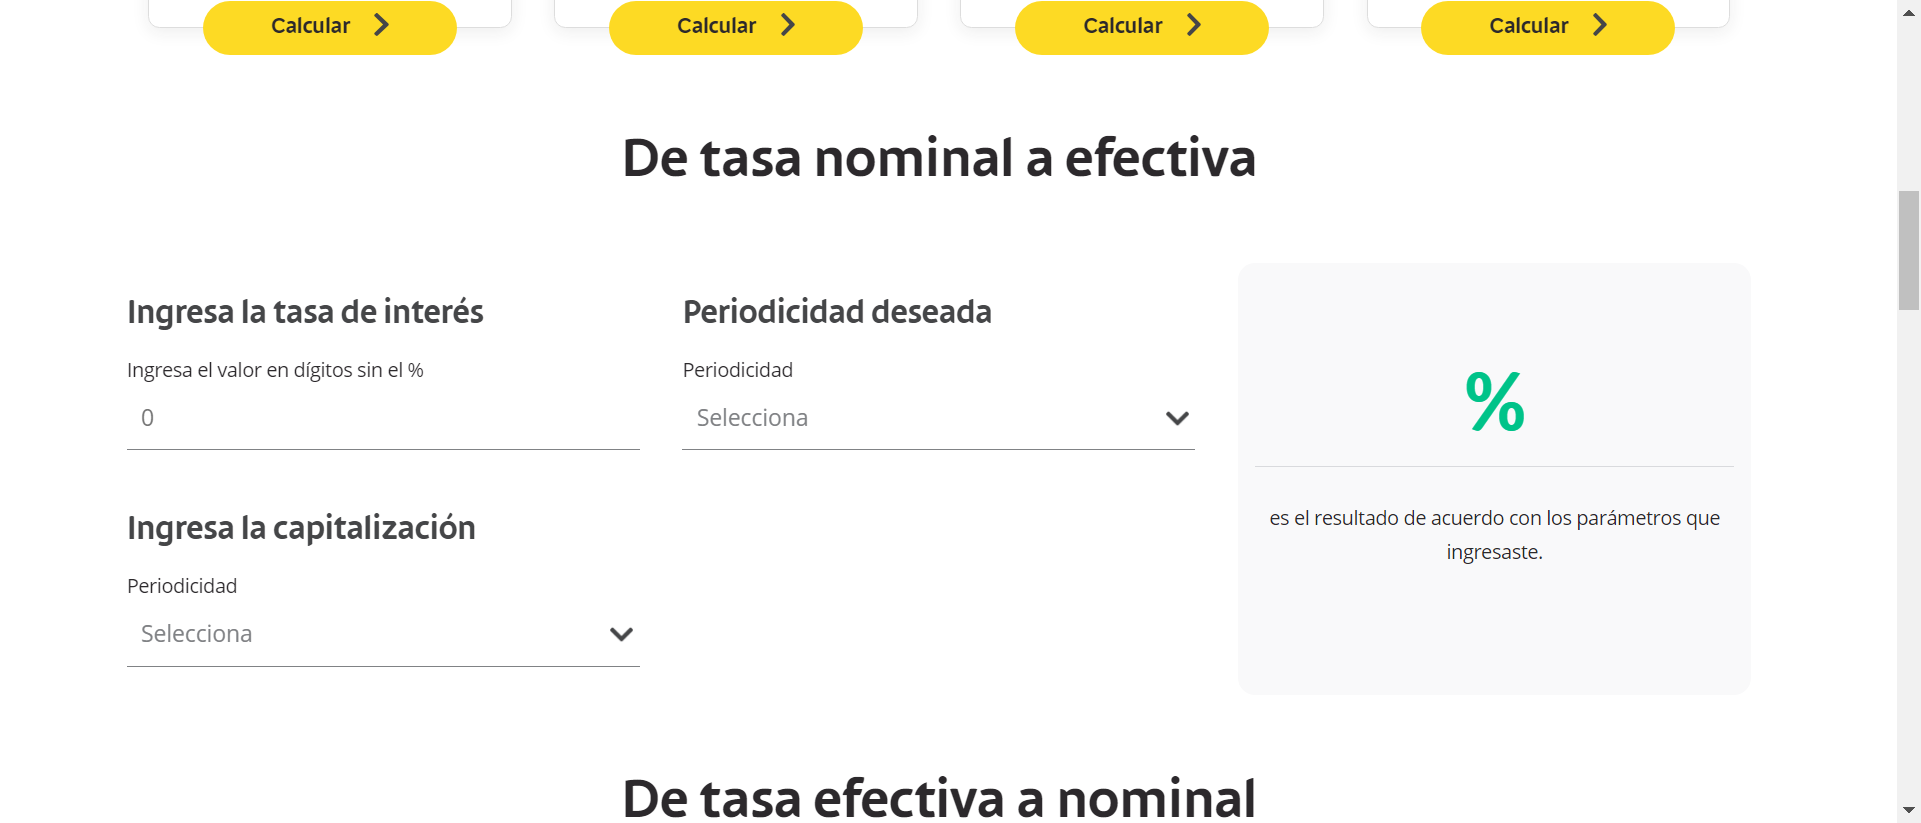 Calcular
Calcular
Calcular
Calcular
De tasa nominal a efectiva
Ingresa la tasa de interés
Ingresa el valor en dígitos sin el %
0
Periodicidad deseada
Periodicidad
Selecciona
Ingresa la capitalización
Periodicidad
Selecciona
%
es el resultado de acuerdo con los parámetros que
ingresaste.
De tasa efectiva a nominal